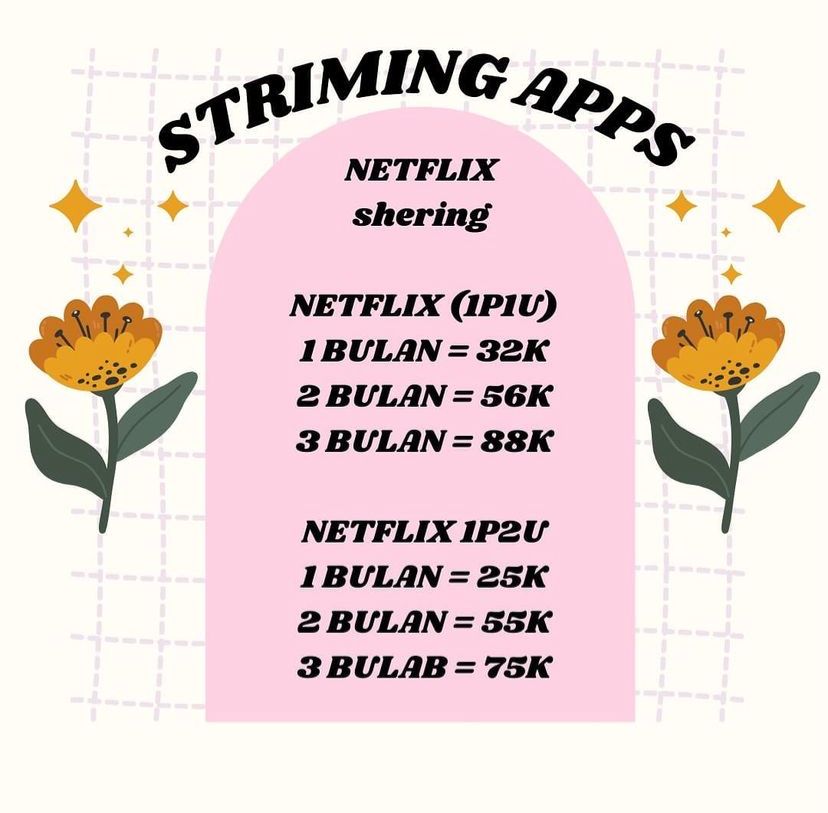 STRIMING APPS
NETFLIX
shering
NETFLIX (1P1U)
1 BULAN = 32K
2 BULAN = 56K
3 BULAN = 88K
NETFLIX 1P2U
1 BULAN = 25K
2 BULAN = 55K
3 BULAB = 75K